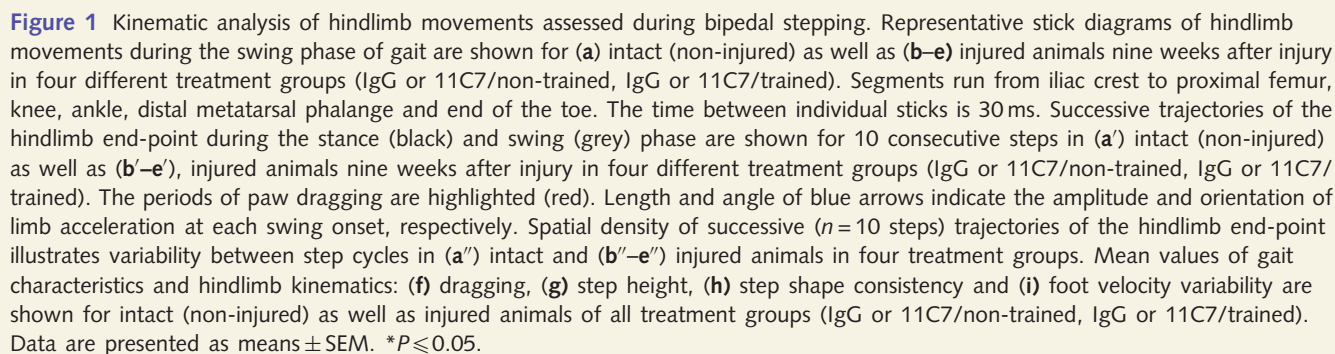 Figure 1 Kinematic analysis of hindlimb movements assessed during bipedal stepping. Representative stick diagrams of hindlimb
movements during the swing phase of gait are shown for (a) intact (non-injured) as well as (b–e) injured animals nine weeks after injury
in four different treatment groups (IgG or 11C7/non-trained, IgG or 11C7/trained). Segments run from iliac crest to proximal femur,
knee, ankle, distal metatarsal phalange and end of the toe. The time between individual sticks is 30 ms. Successive trajectories of the
hindlimb end-point during the stance (black) and swing (grey) phase are shown for 10 consecutive steps in (a′) intact (non-injured)
as well as (b′–e′), injured animals nine weeks after injury in four different treatment groups (IgG or 11C7/non-trained, IgG or 11C7/
trained). The periods of paw dragging are highlighted (red). Length and angle of blue arrows indicate the amplitude and orientation of
limb acceleration at each swing onset, respectively. Spatial density of successive (n = 10 steps) trajectories of the hindlimb end-point
illustrates variability between step cycles in (a″) intact and (b″–e″) injured animals in four treatment groups. Mean values of gait
characteristics and hindlimb kinematics: (f) dragging, (g) step height, (h) step shape consistency and (i) foot velocity variability are
shown for intact (non-injured) as well as injured animals of all treatment groups (IgG or 11C7/non-trained, IgG or 11C7/trained).
Data are presented as means ± SEM. *P ⩽ 0.05.